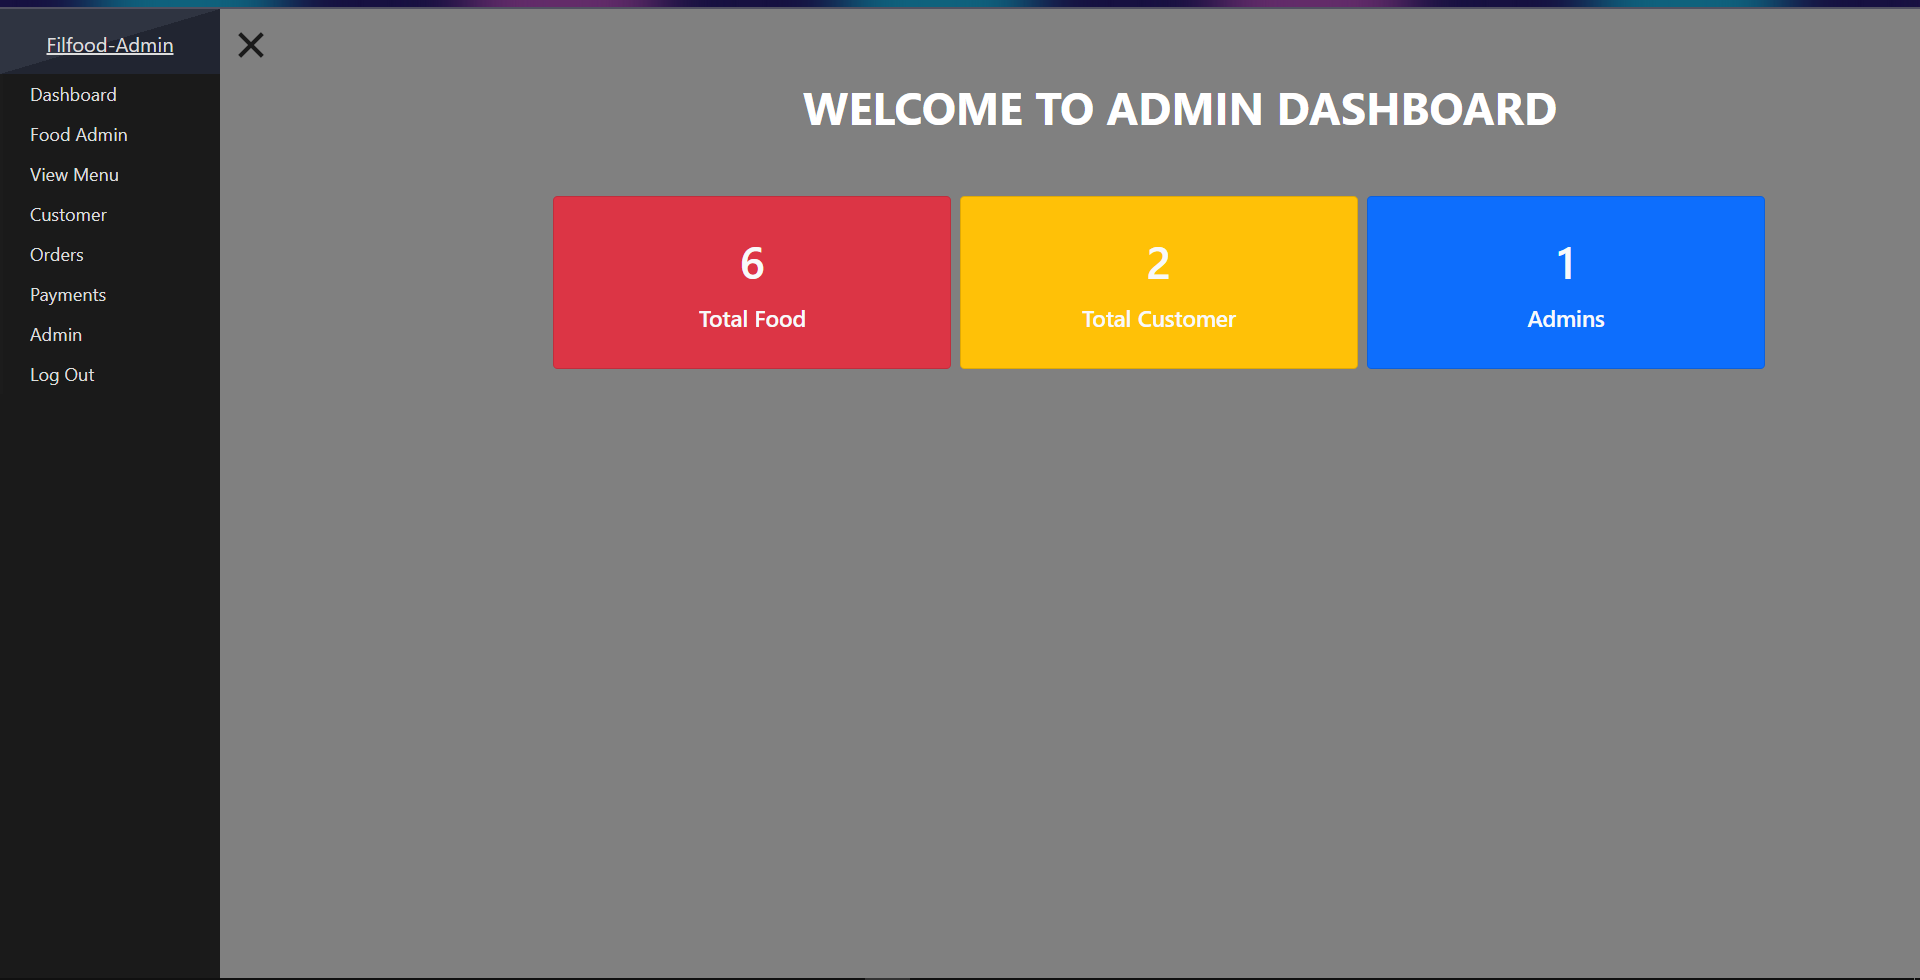 Filfood-Admin
Dashboard
Food Admin
View Menu
Customer
Orders
Payments
Admin
Log Out
WELCOME TO ADMIN DASHBOARD
6
Total Food
2
Total Customer
1
Admins